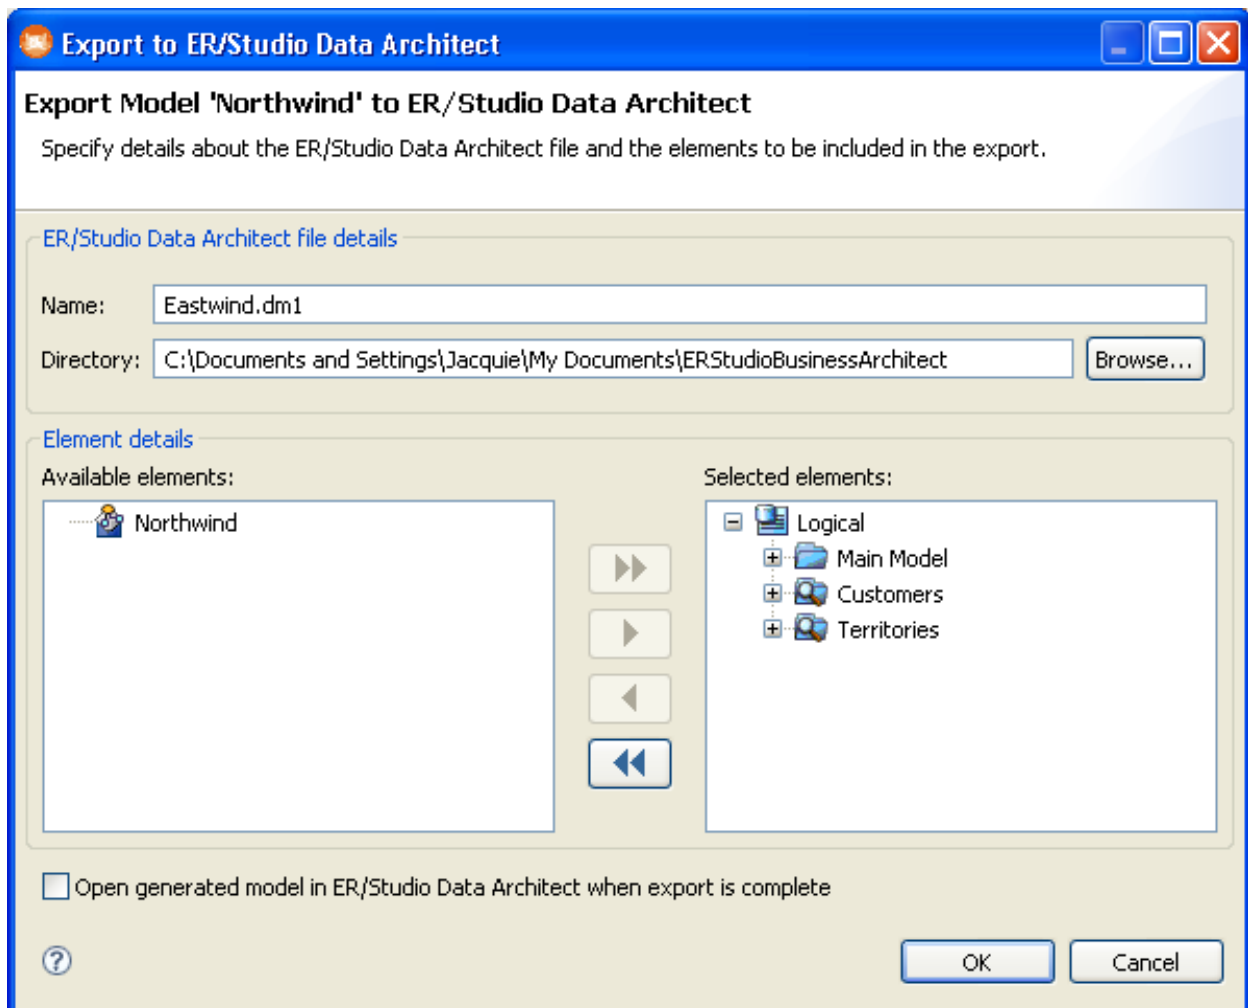 Export to ER/Studio Data Architect
Export Model 'Northwind' to ER/Studio Data Architect
Specify details about the ER/Studio Data Architect file and the elements to be included in the export.
ER/Studio Data Architect file details
Name: Eastwind.dm1
Directory: C:\Documents and Settings\Jacquie\My Documents\ERStudioBusinessArchitect Browse...
Element details
Available elements: Selected elements:
Northwind Logical
Main Model
Customers
Territories
Open generated model in ER/Studio Data Architect when export is complete
? OK Cancel